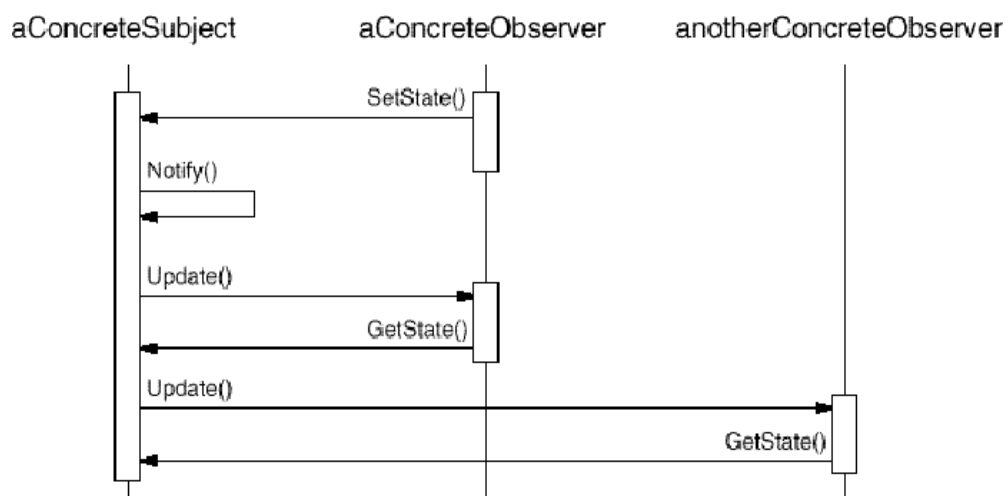 aConcreteSubject aConcreteObserver anotherConcreteObserver
SetState()
Notify()
Update()
GetState()
Update()
GetState()